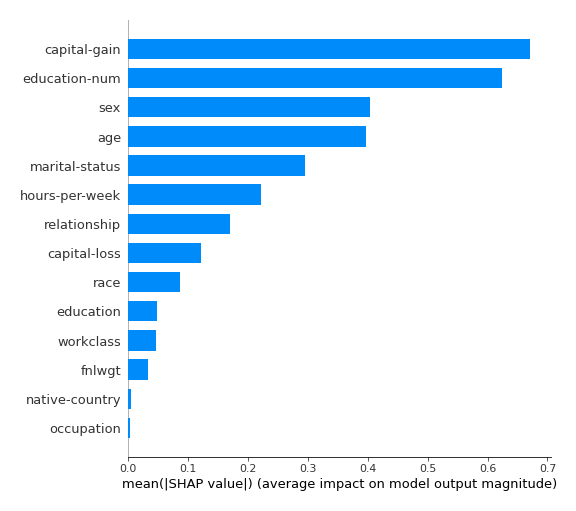 capital-gain
education-num
sex
age
marital-status
hours-per-week
relationship
capital-loss
race
education
workclass
fnlwgt
native-country
occupation
0.0 0.1 0.2 0.3 0.4 0.5 0.6 0.7
mean(|SHAP value|) (average impact on model output magnitude)